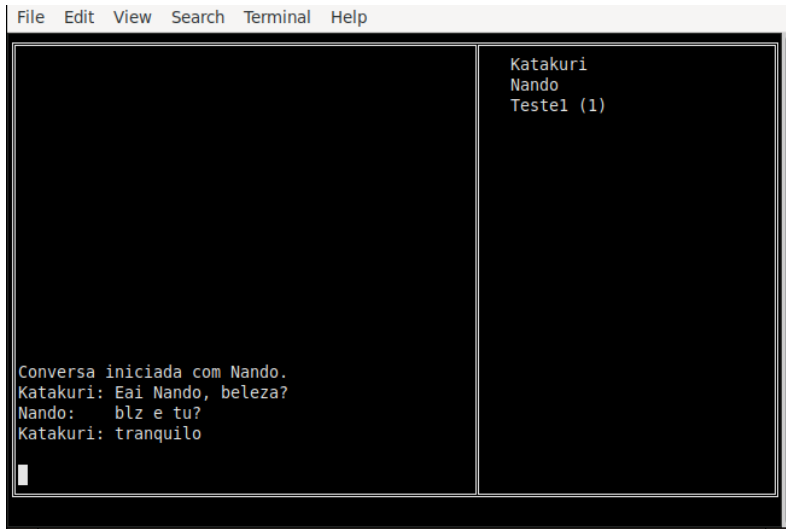 File Edit View Search Terminal Help
Katakuri
Nando
Teste1 (1)
Conversa iniciada com Nando.
Katakuri: Eai Nando, beleza?
Nando:    blz e tu?
Katakuri: tranquilo